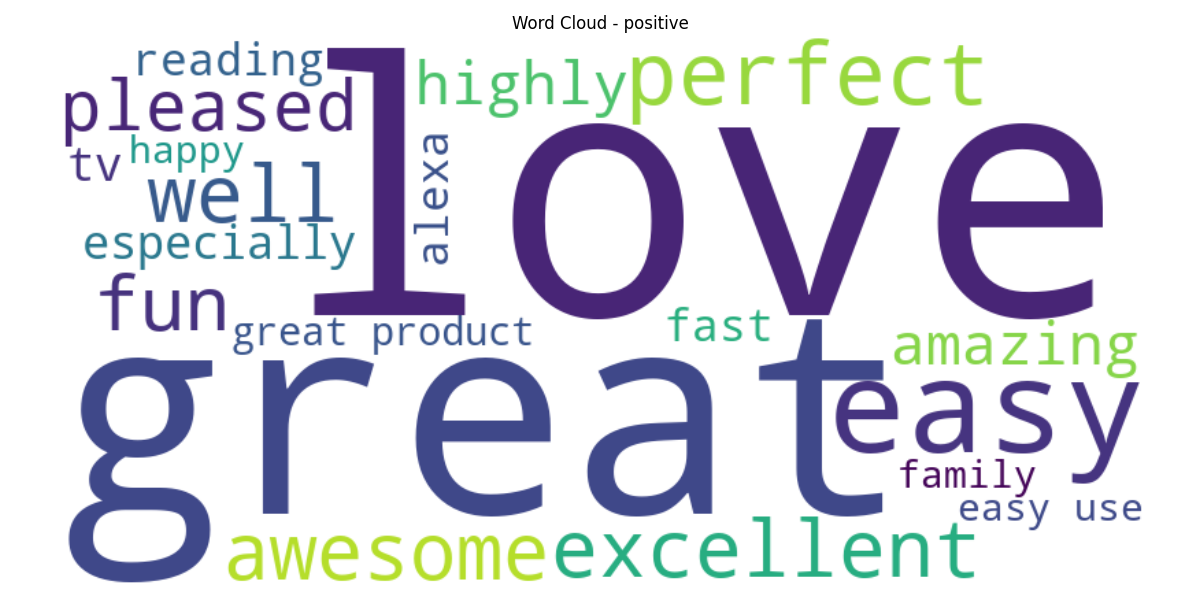 Word Cloud - positive
reading
highly
perfect
pleased
love
tv
happy
alexa
well
especially
fun
great product
fast
amazing
great
easy
family
easy use
awesome
excellent